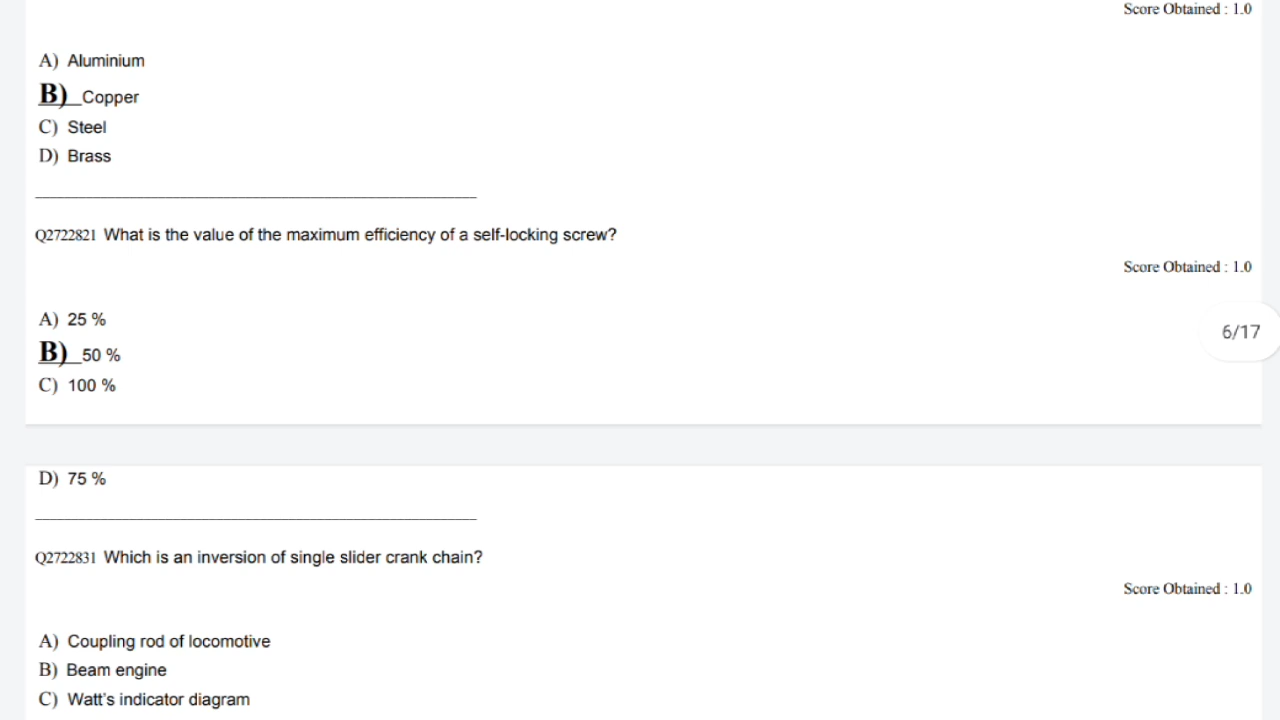 Score Obtained : 1.0
A) Aluminium
B) Copper
C) Steel
D) Brass
Q2722821 What is the value of the maximum efficiency of a self-locking screw?
Score Obtained : 1.0
A) 25 %
6/17
B) 50 %
C) 100 %
D) 75 %
Q2722831 Which is an inversion of single slider crank chain?
Score Obtained : 1.0
A) Coupling rod of locomotive
B) Beam engine
C) Watt's indicator diagram